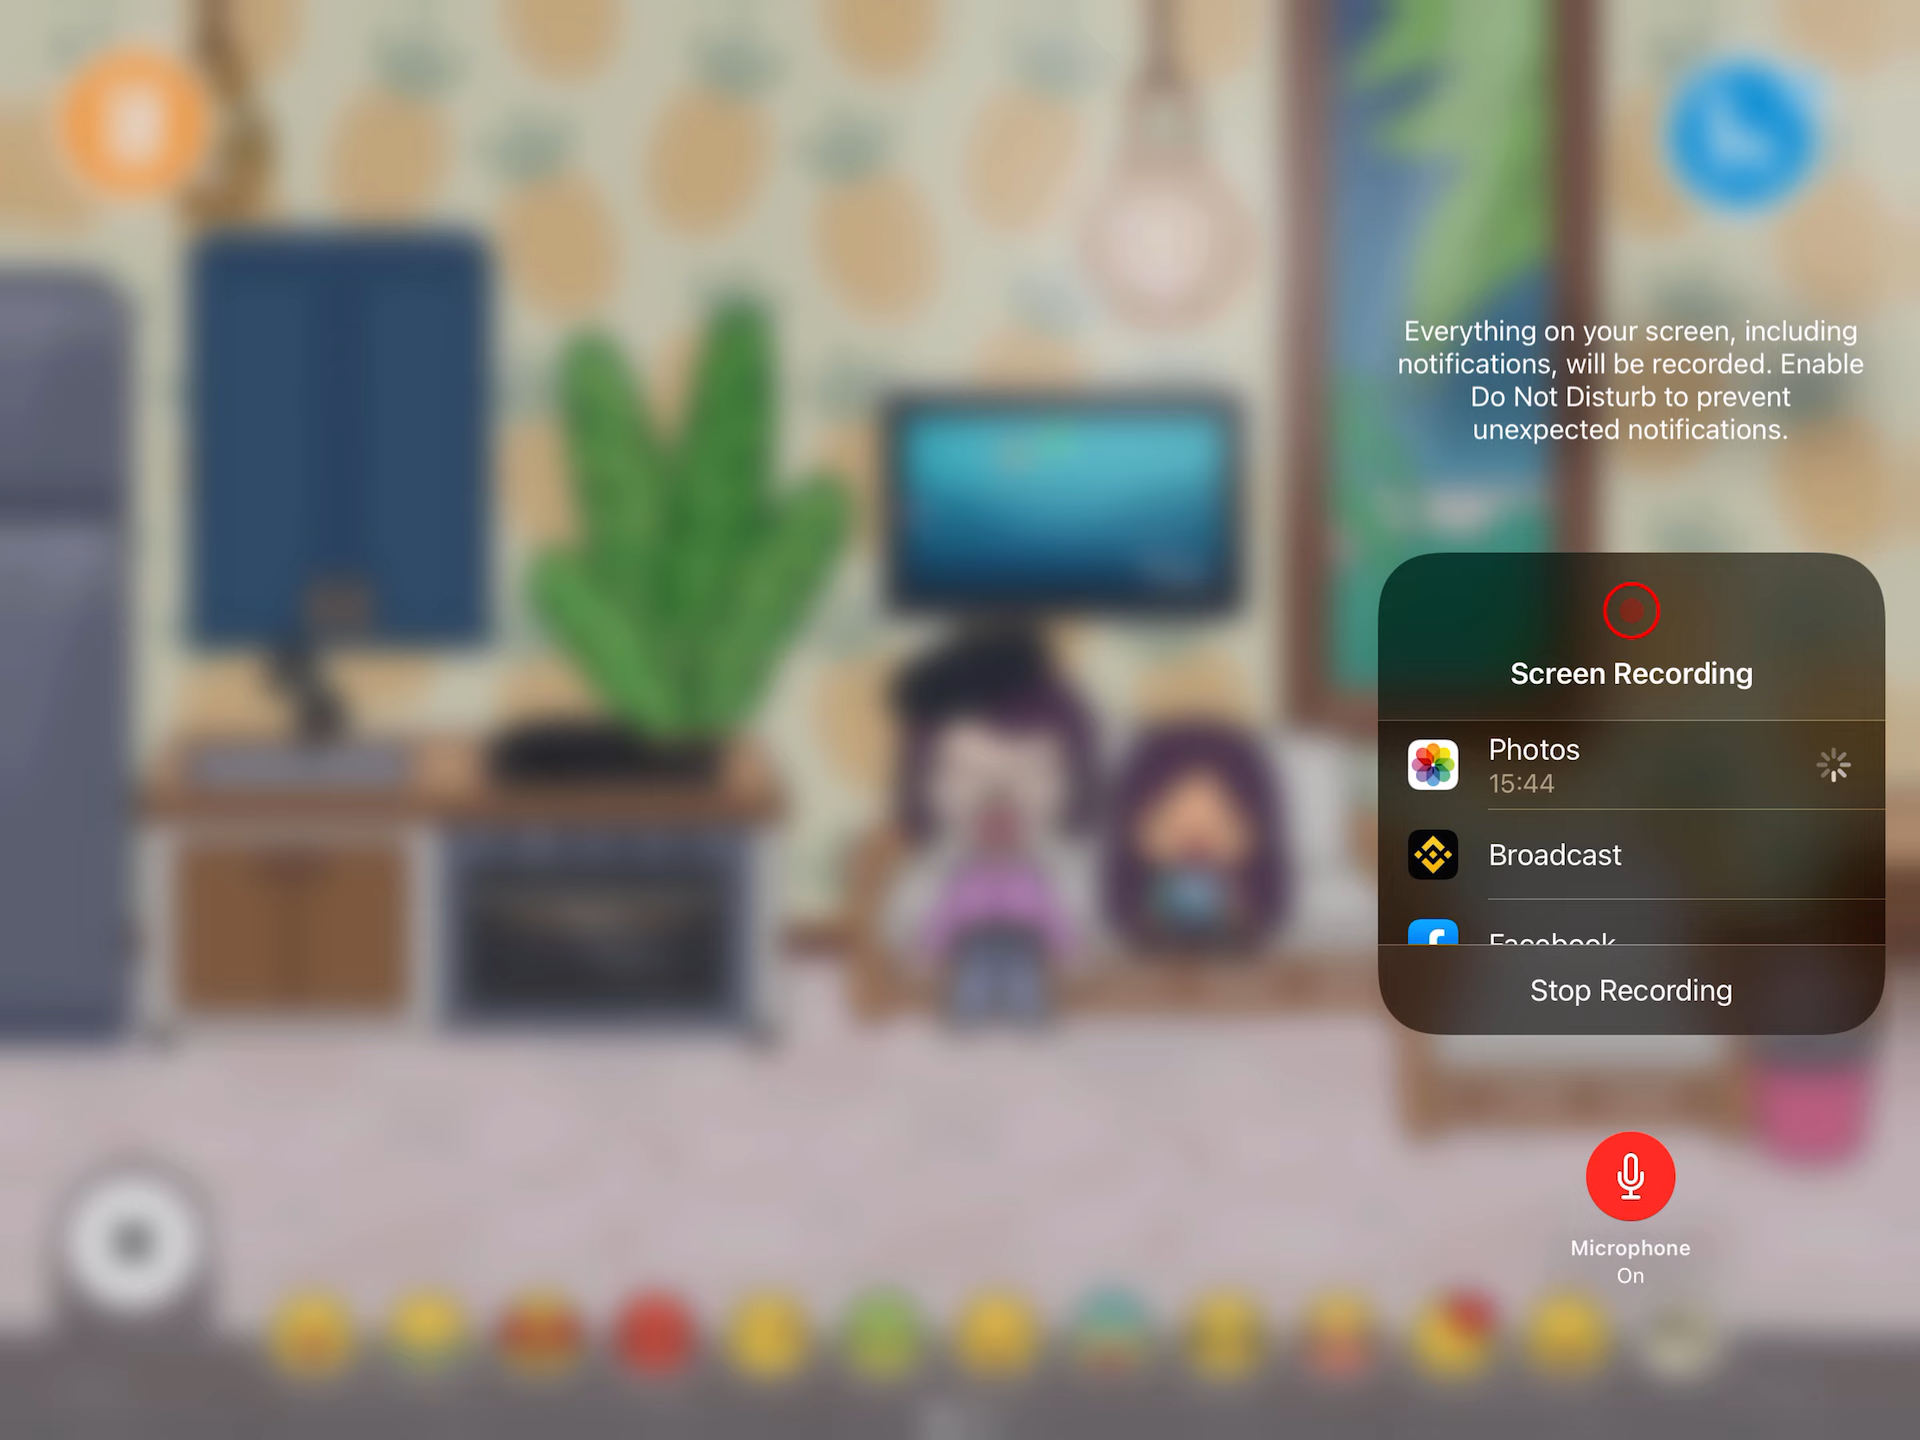 Everything on your screen, including
notifications, will be recorded. Enable
Do Not Disturb to prevent
unexpected notifications.
Screen Recording
Photos
15:44
Broadcast
Facebook
Stop Recording
Microphone
On